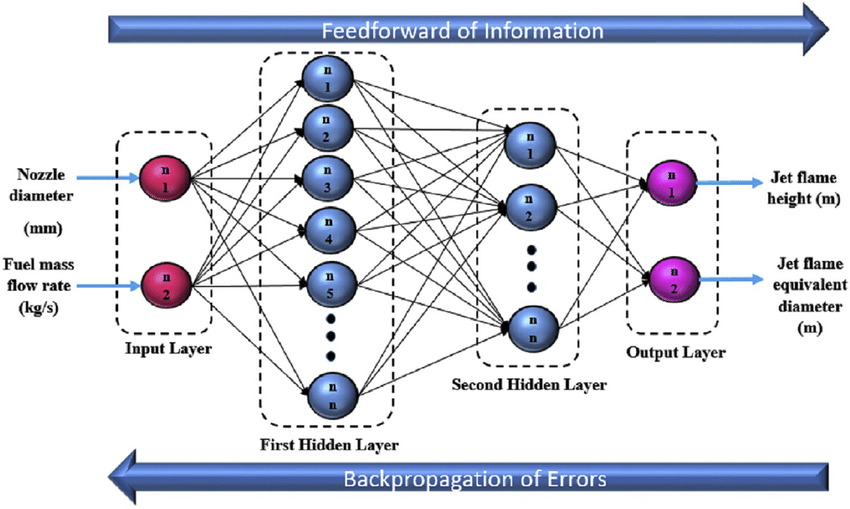 Feedforward of Information
Nozzle
diameter
(mm)
Fuel mass
flow rate
(kg/s)
n
1
n
2
Input Layer
n
1
n
2
n
3
n
4
n
5
n
n
First Hidden Layer
n
1
n
2
n
n
Second Hidden Layer
n
1
n
2
Output Layer
Jet flame
height (m)
Jet flame
equivalent
diameter
(m)
Backpropagation of Errors